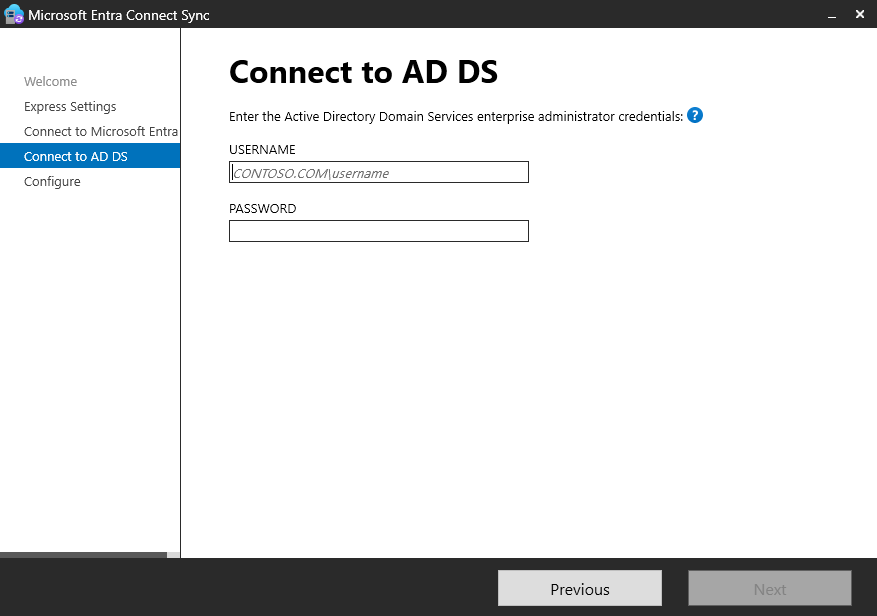 Microsoft Entra Connect Sync
Welcome
Express Settings
Connect to Microsoft Entra
Connect to AD DS
Configure
Connect to AD DS
Enter the Active Directory Domain Services enterprise administrator credentials: ?
USERNAME
CONTOSO.COM\username
PASSWORD
Previous
Next